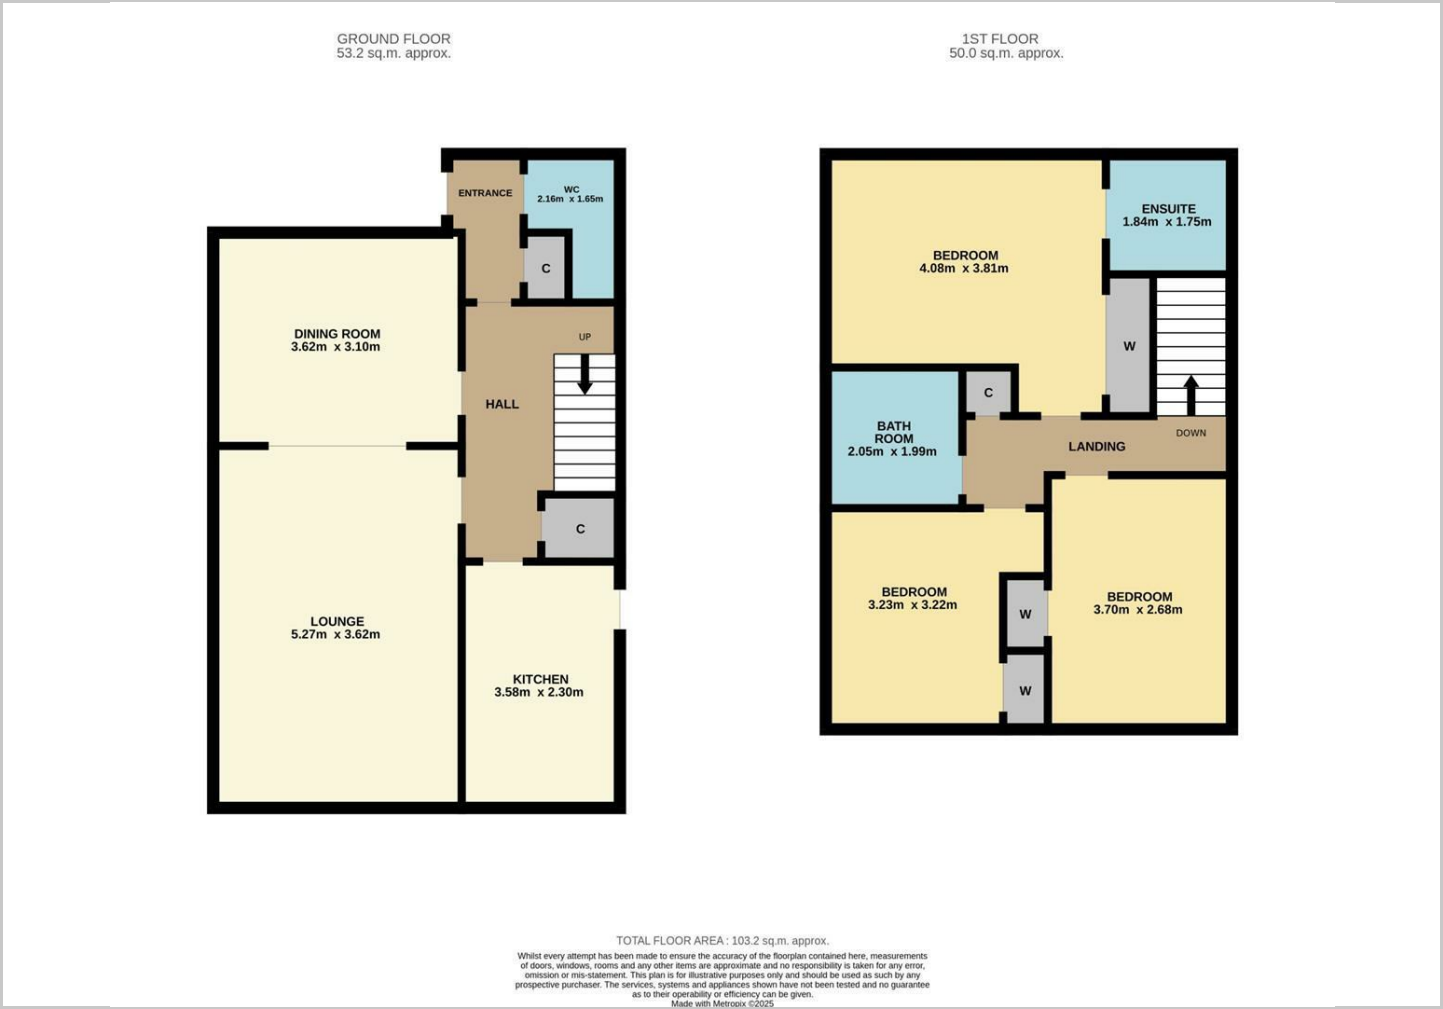 GROUND FLOOR
53.2 sq.m. approx.
1ST FLOOR
50.0 sq.m. approx.
ENTRANCE
WC
2.16m x 1.65m
C
DINING ROOM
3.62m x 3.10m
UP
HALL
C
LOUNGE
5.27m x 3.62m
KITCHEN
3.58m x 2.30m
ENSUITE
1.84m x 1.75m
BEDROOM
4.08m x 3.81m
W
C
BATH
ROOM
2.05m x 1.99m
LANDING
DOWN
BEDROOM
3.23m x 3.22m
W
W
BEDROOM
3.70m x 2.68m
TOTAL FLOOR AREA : 103.2 sq.m. approx.
Whilst every attempt has been made to ensure the accuracy of the floorplan contained here, measurements
of doors, windows, rooms and any other items are approximate and no responsibility is taken for any error,
omission or mis-statement. This plan is for illustrative purposes only and should be used as such by any
prospective purchaser. The services, systems and appliances shown have not been tested and no guarantee
as to their operability or efficiency can be given.
Made with Metropix ©2025